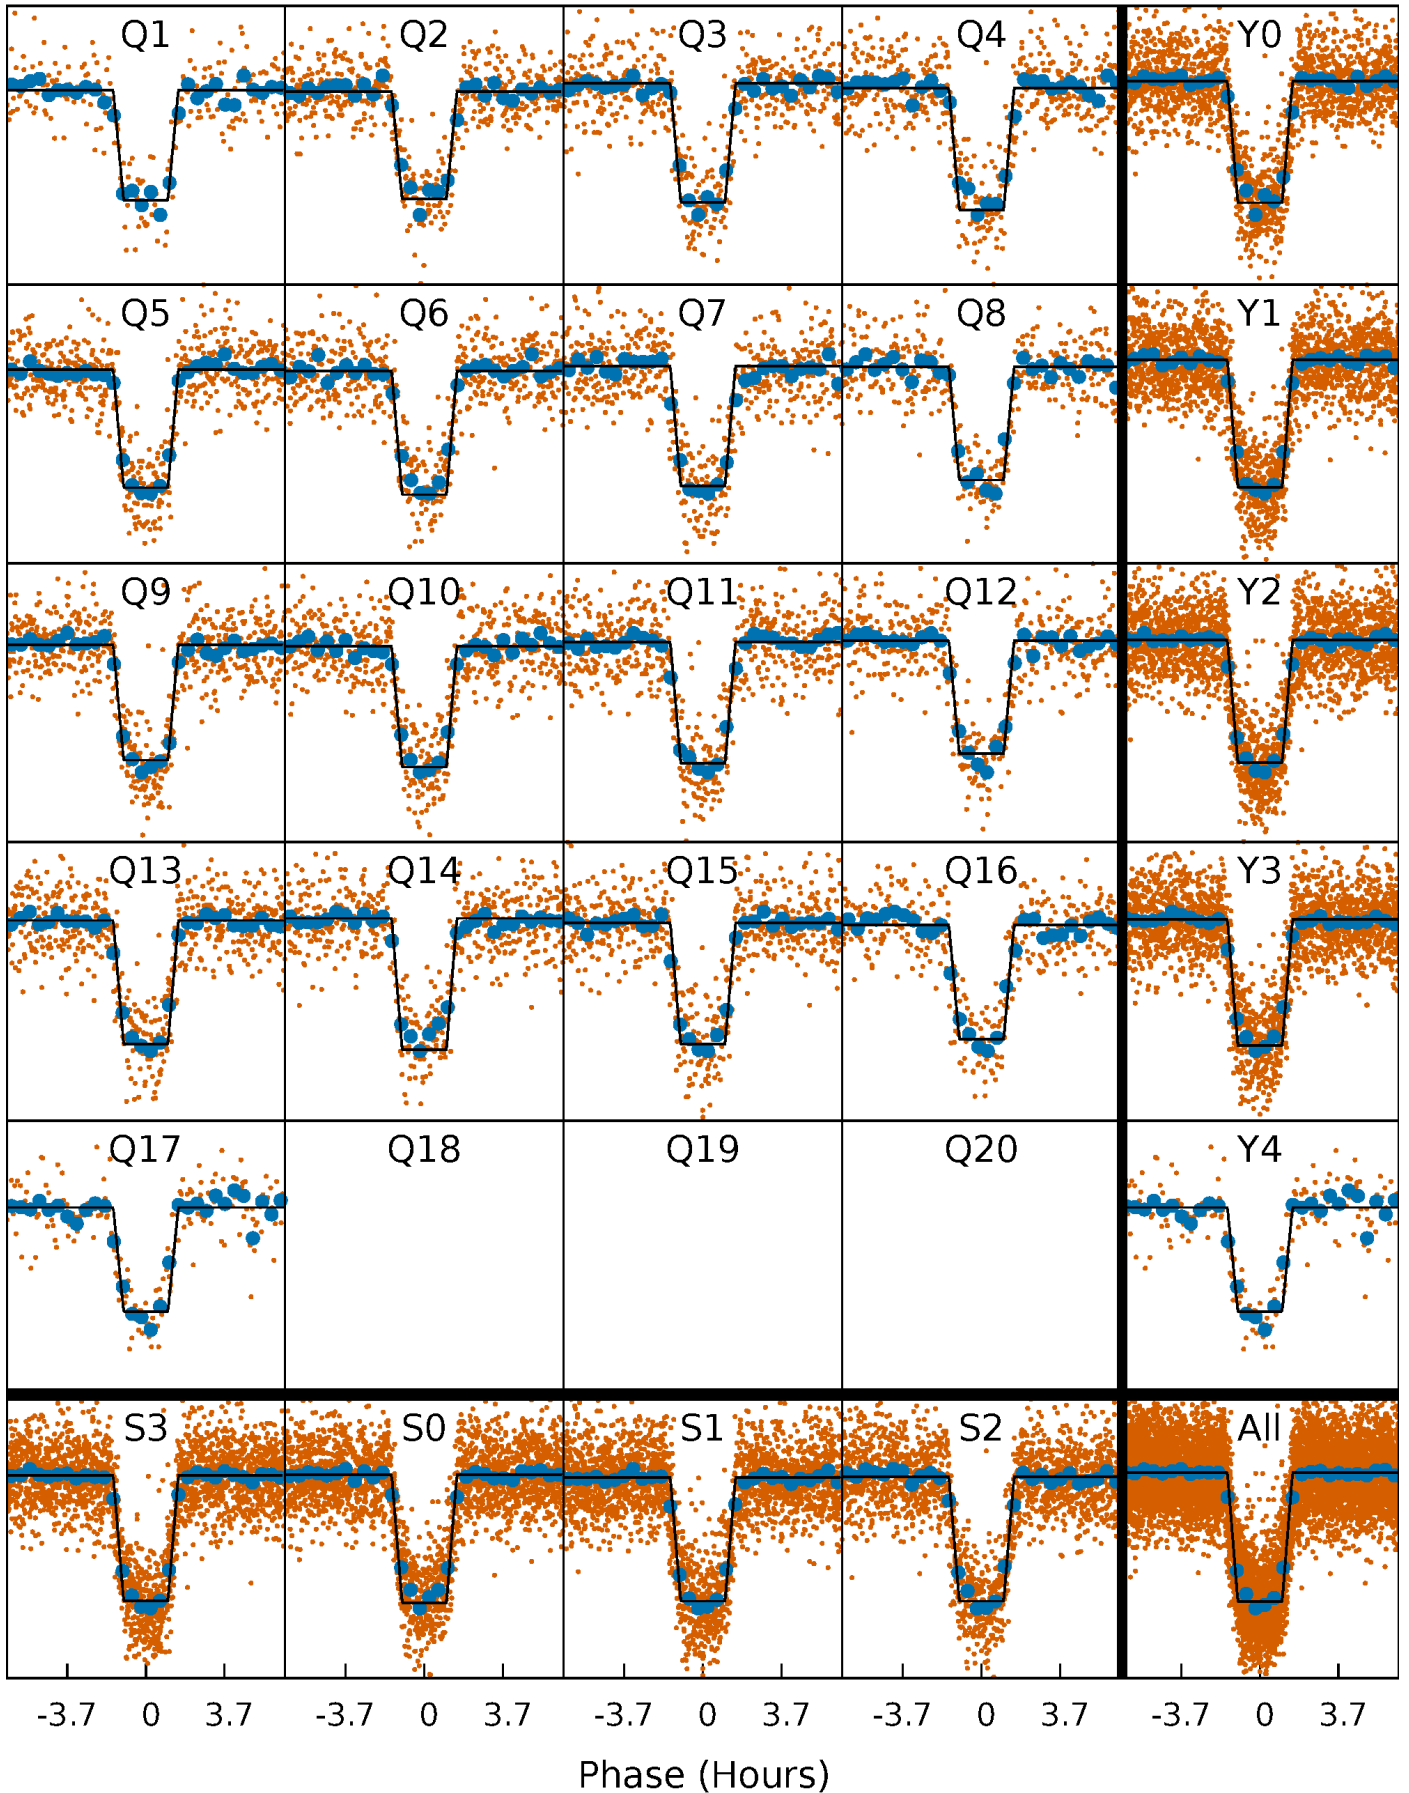 Q1 Q2 Q3 Q4 Y0
Q5 Q6 Q7 Q8 Y1
Q9 Q10 Q11 Q12 Y2
Q13 Q14 Q15 Q16 Y3
Q17 Q18 Q19 Q20 Y4
S3 S0 S1 S2 All
-3.7 0 3.7 -3.7 0 3.7 -3.7 0 3.7 -3.7 0 3.7 -3.7 0 3.7
Phase (Hours)